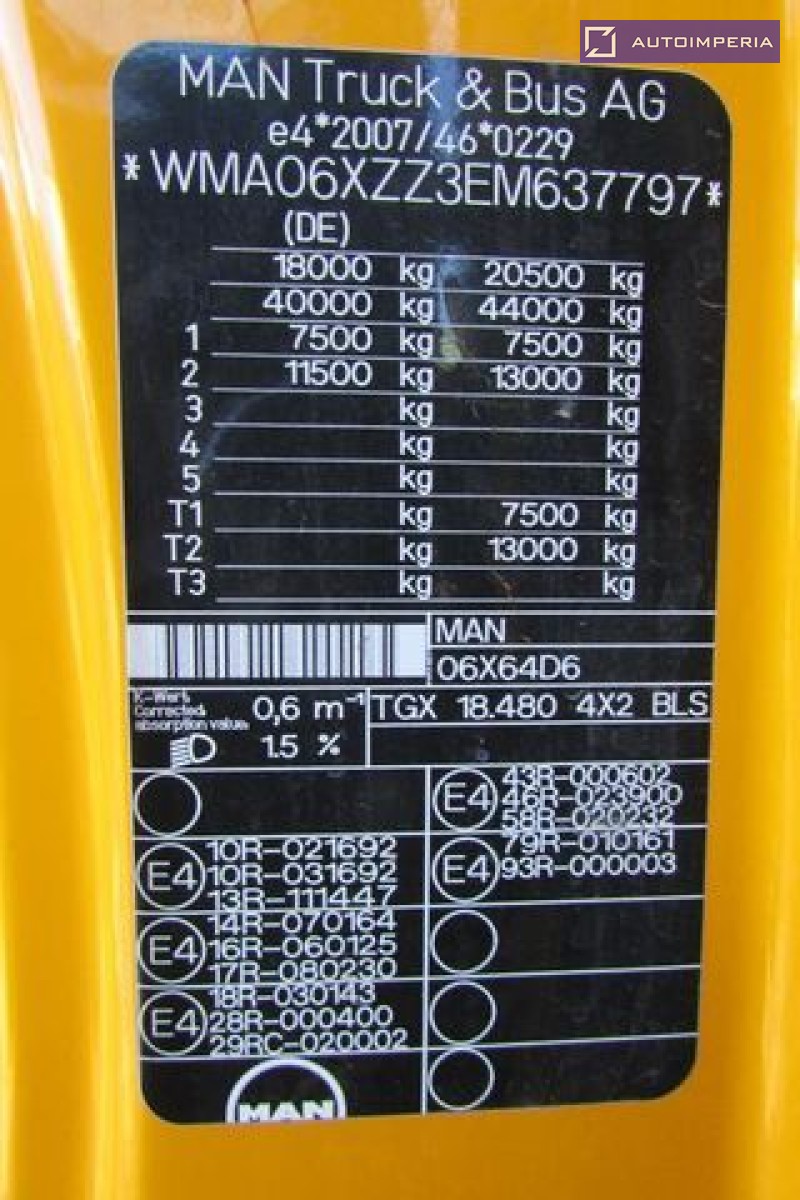 AUTOIMPERIA
MAN Truck & Bus AG
e4*2007/46*0229
*WMA06XZZ3EM637797*
(DE)
18000 kg 20500 kg
40000 kg 44000 kg
1 7500 kg 7500 kg
2 11500 kg 13000 kg
3 kg kg
4 kg kg
5 kg kg
T1 kg 7500 kg
T2 kg 13000 kg
T3 kg kg
MAN
06X64D6
K-Wert
Corrected
absorption value
0,6 m⁻¹
1.5 %
TGX 18.480 4X2 BLS
E4
10R-021692
10R-031692
13R-111447
E4
14R-070164
16R-060125
17R-080230
E4
18R-030143
28R-000400
29RC-020002
E4
43R-000602
46R-023900
58R-020232
E4
79R-010161
93R-000003
MAN